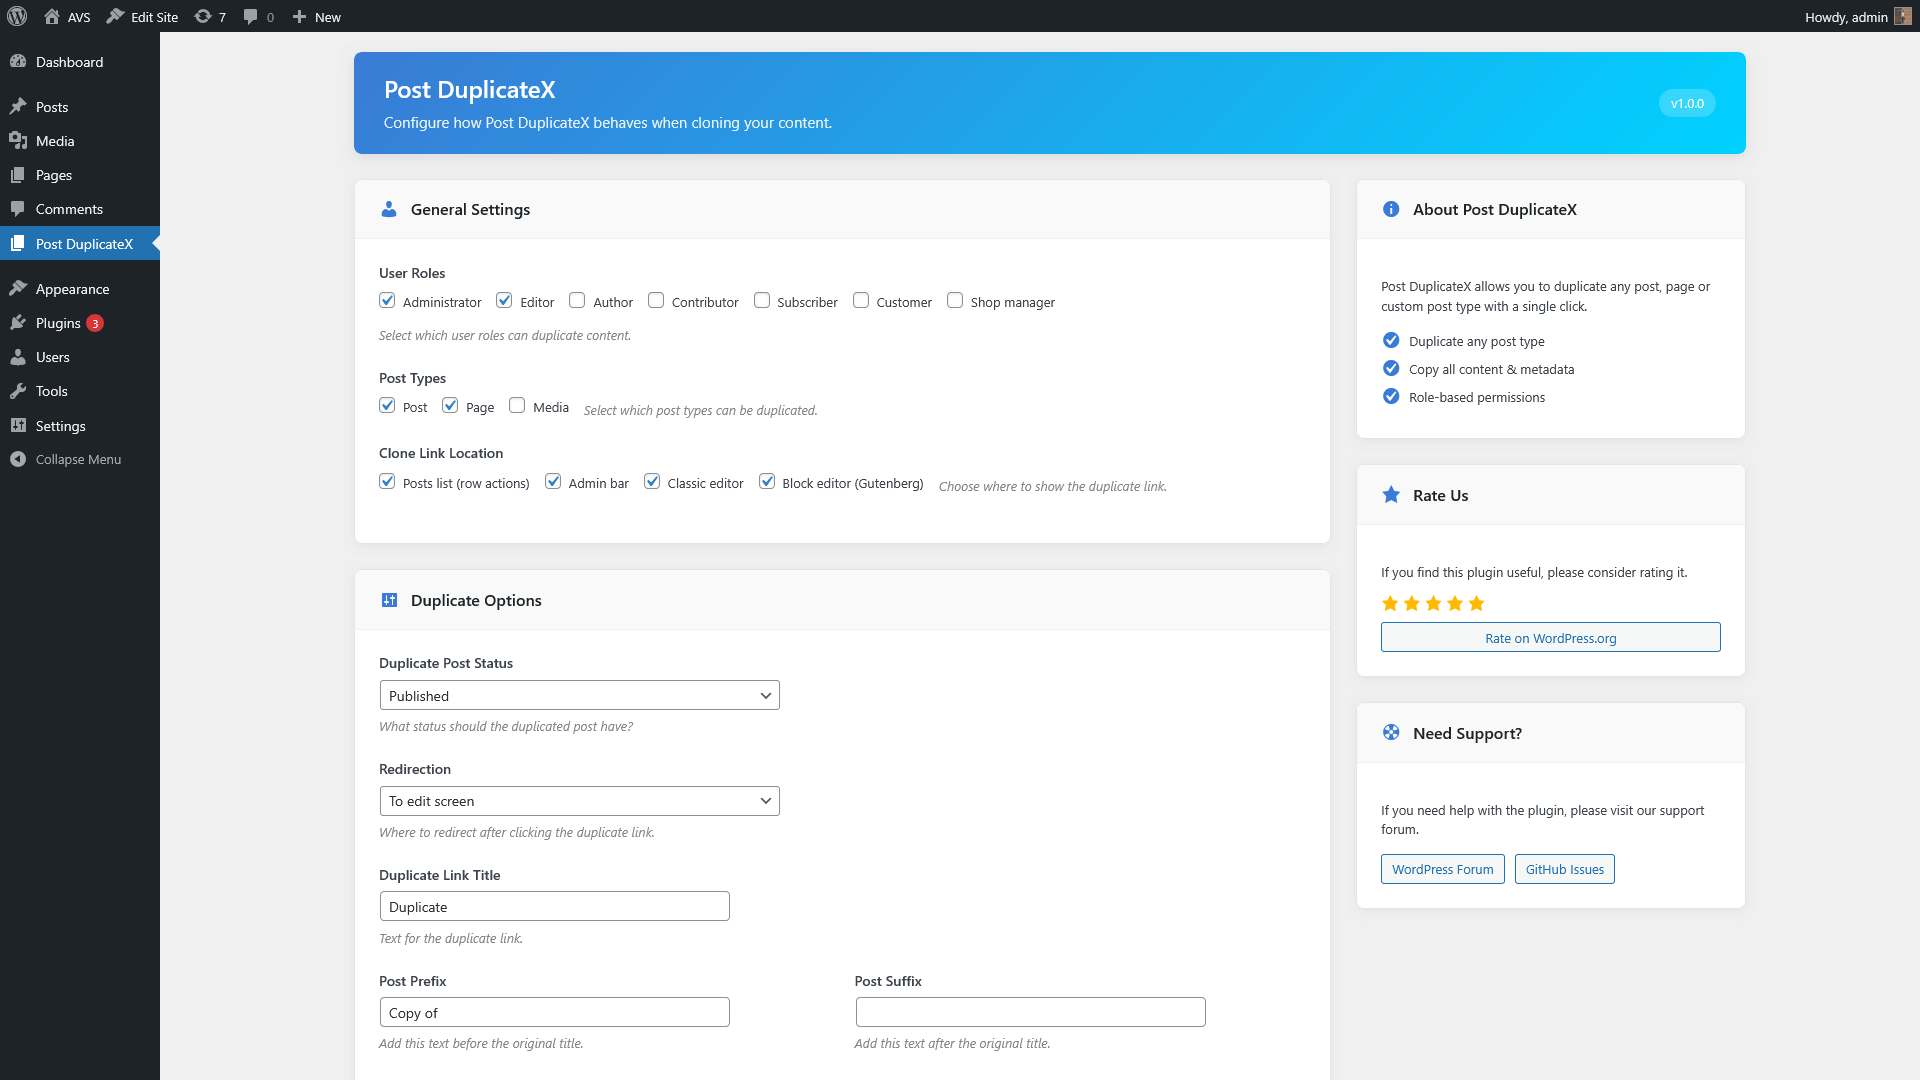 AVS
Edit Site
7
0
New
Howdy, admin
Dashboard
Posts
Media
Pages
Comments
Post DuplicateX
Appearance
Plugins 3
Users
Tools
Settings
Collapse Menu
Post DuplicateX
Configure how Post DuplicateX behaves when cloning your content.
v1.0.0
General Settings
User Roles
Administrator Editor Author Contributor Subscriber Customer Shop manager
Select which user roles can duplicate content.
Post Types
Post Page Media Select which post types can be duplicated.
Clone Link Location
Posts list (row actions) Admin bar Classic editor Block editor (Gutenberg) Choose where to show the duplicate link.
Duplicate Options
Duplicate Post Status
Published
What status should the duplicated post have?
Redirection
To edit screen
Where to redirect after clicking the duplicate link.
Duplicate Link Title
Duplicate
Text for the duplicate link.
Post Prefix
Copy of
Add this text before the original title.
Post Suffix
Add this text after the original title.
About Post DuplicateX
Post DuplicateX allows you to duplicate any post, page or
custom post type with a single click.
Duplicate any post type
Copy all content & metadata
Role-based permissions
Rate Us
If you find this plugin useful, please consider rating it.
Rate on WordPress.org
Need Support?
If you need help with the plugin, please visit our support
forum.
WordPress Forum
GitHub Issues